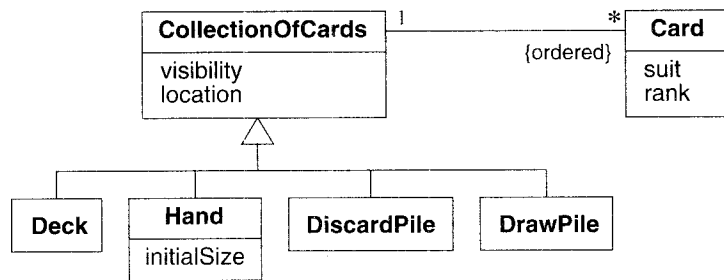 CollectionOfCards
1
*
Card
{ordered}
visibility
location
suit
rank
Deck
Hand
DiscardPile
DrawPile
initialSize